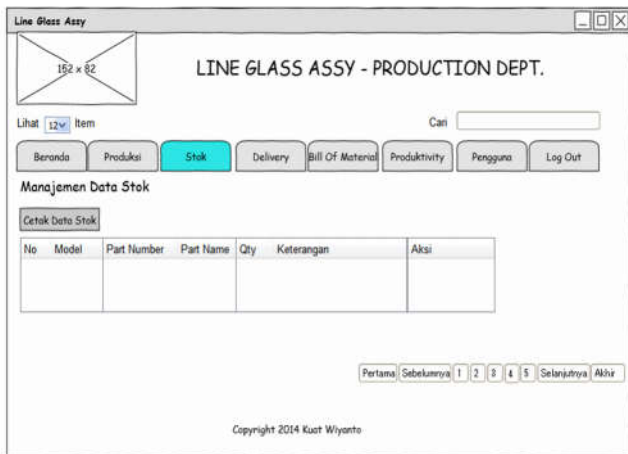 Line Glass Assy
152 x 82
LINE GLASS ASSY - PRODUCTION DEPT.
Lihat 12 Item
Cari
Beranda Produksi Stok Delivery Bill Of Material Produktivity Pengguna Log Out
Manajemen Data Stok
Cetak Data Stok
No Model Part Number Part Name Qty Keterangan Aksi
Pertama Sebelumnya 1 2 3 4 5 Selanjutnya Akhir
Copyright 2014 Kuat Wiyanto